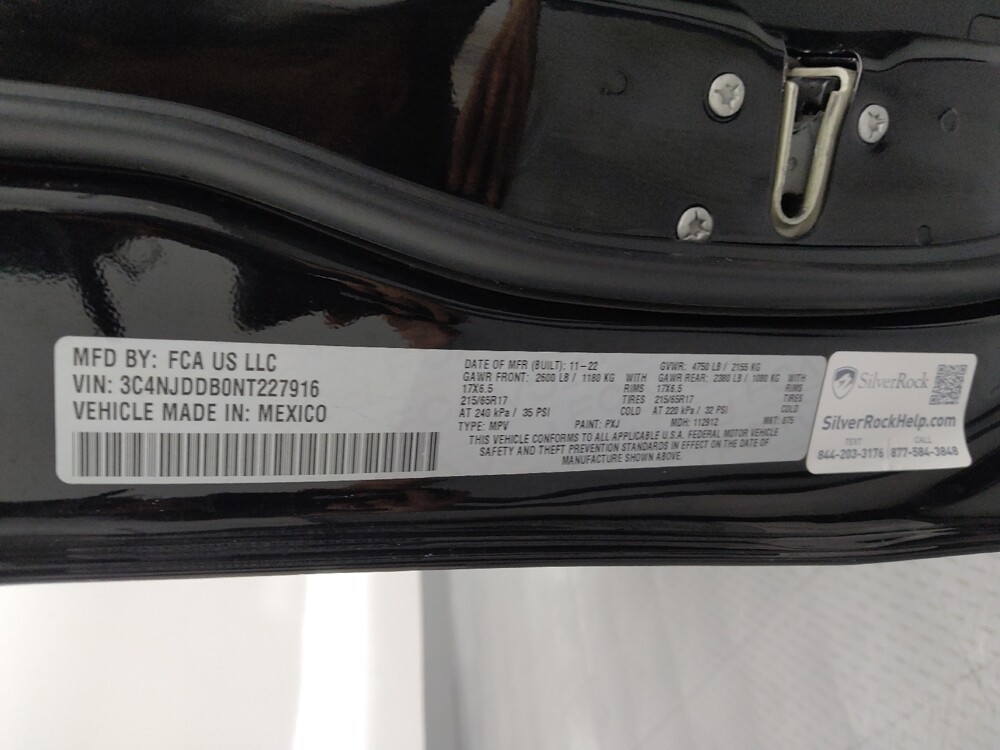 MFD BY: FCA US LLC
VIN: 3C4NJDDB0NT227916
VEHICLE MADE IN: MEXICO
DATE OF MFR (BUILT): 11-22 GVWR: 4750 LB / 2155 KG
GAWR FRONT: 2600 LB / 1180 KG WITH GAWR REAR: 2380 LB / 1080 KG WITH
17X6.5 RIMS 17X6.5 RIMS
215/65R17 TIRES 215/65R17 TIRES
AT 240 kPa / 35 PSI COLD AT 220 kPa / 32 PSI COLD
TYPE: MPV PAINT: PXJ MDH: 112912 MKT: 875
THIS VEHICLE CONFORMS TO ALL APPLICABLE U.S.A. FEDERAL MOTOR VEHICLE
SAFETY AND THEFT PREVENTION STANDARDS IN EFFECT ON THE DATE OF
MANUFACTURE SHOWN ABOVE.
SilverRock
SilverRockHelp.com
TEXT CALL
844-203-3176 877-584-3848